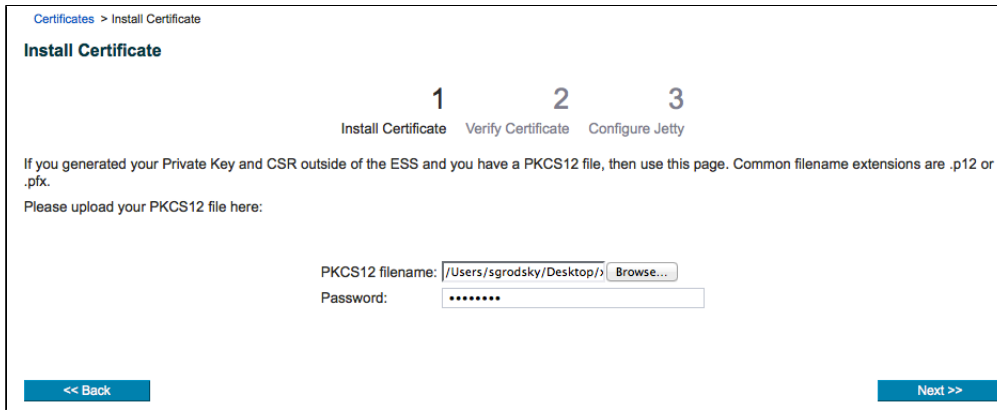 Certificates > Install Certificate
Install Certificate
1 2 3
Install Certificate Verify Certificate Configure Jetty
If you generated your Private Key and CSR outside of the ESS and you have a PKCS12 file, then use this page. Common filename extensions are .p12 or
.pfx.
Please upload your PKCS12 file here:
PKCS12 filename: /Users/sgrodsky/Desktop/ Browse...
Password: ••••••••
<< Back Next >>